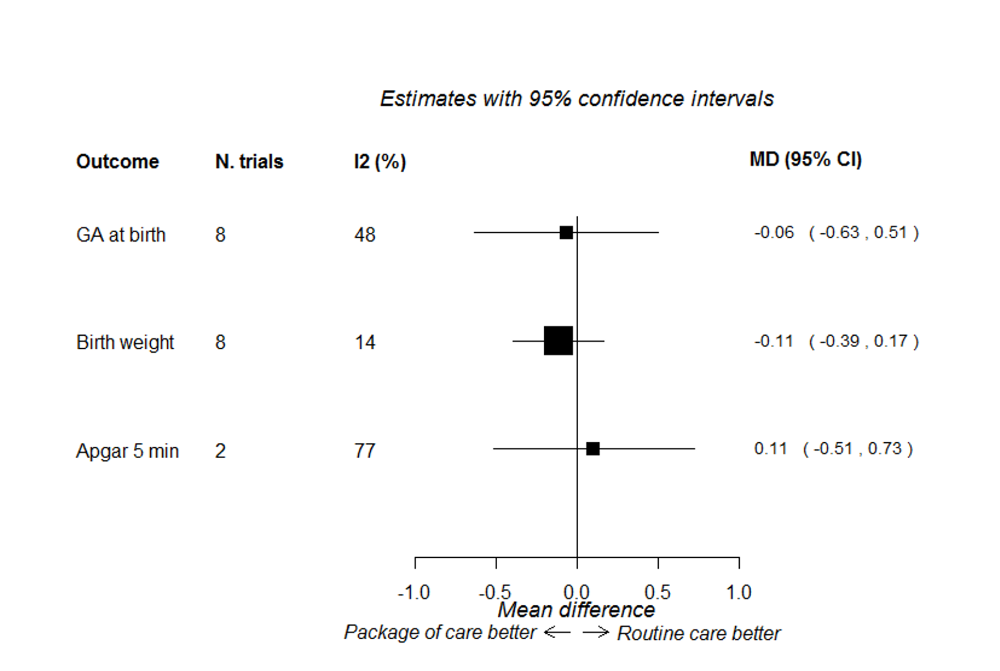 Estimates with 95% confidence intervals
Outcome N. trials I2 (%) MD (95% CI)
GA at birth 8 48 -0.06 ( -0.63 , 0.51 )
Birth weight 8 14 -0.11 ( -0.39 , 0.17 )
Apgar 5 min 2 77 0.11 ( -0.51 , 0.73 )
-1.0 -0.5 0.0 0.5 1.0
Mean difference
Package of care better Routine care better